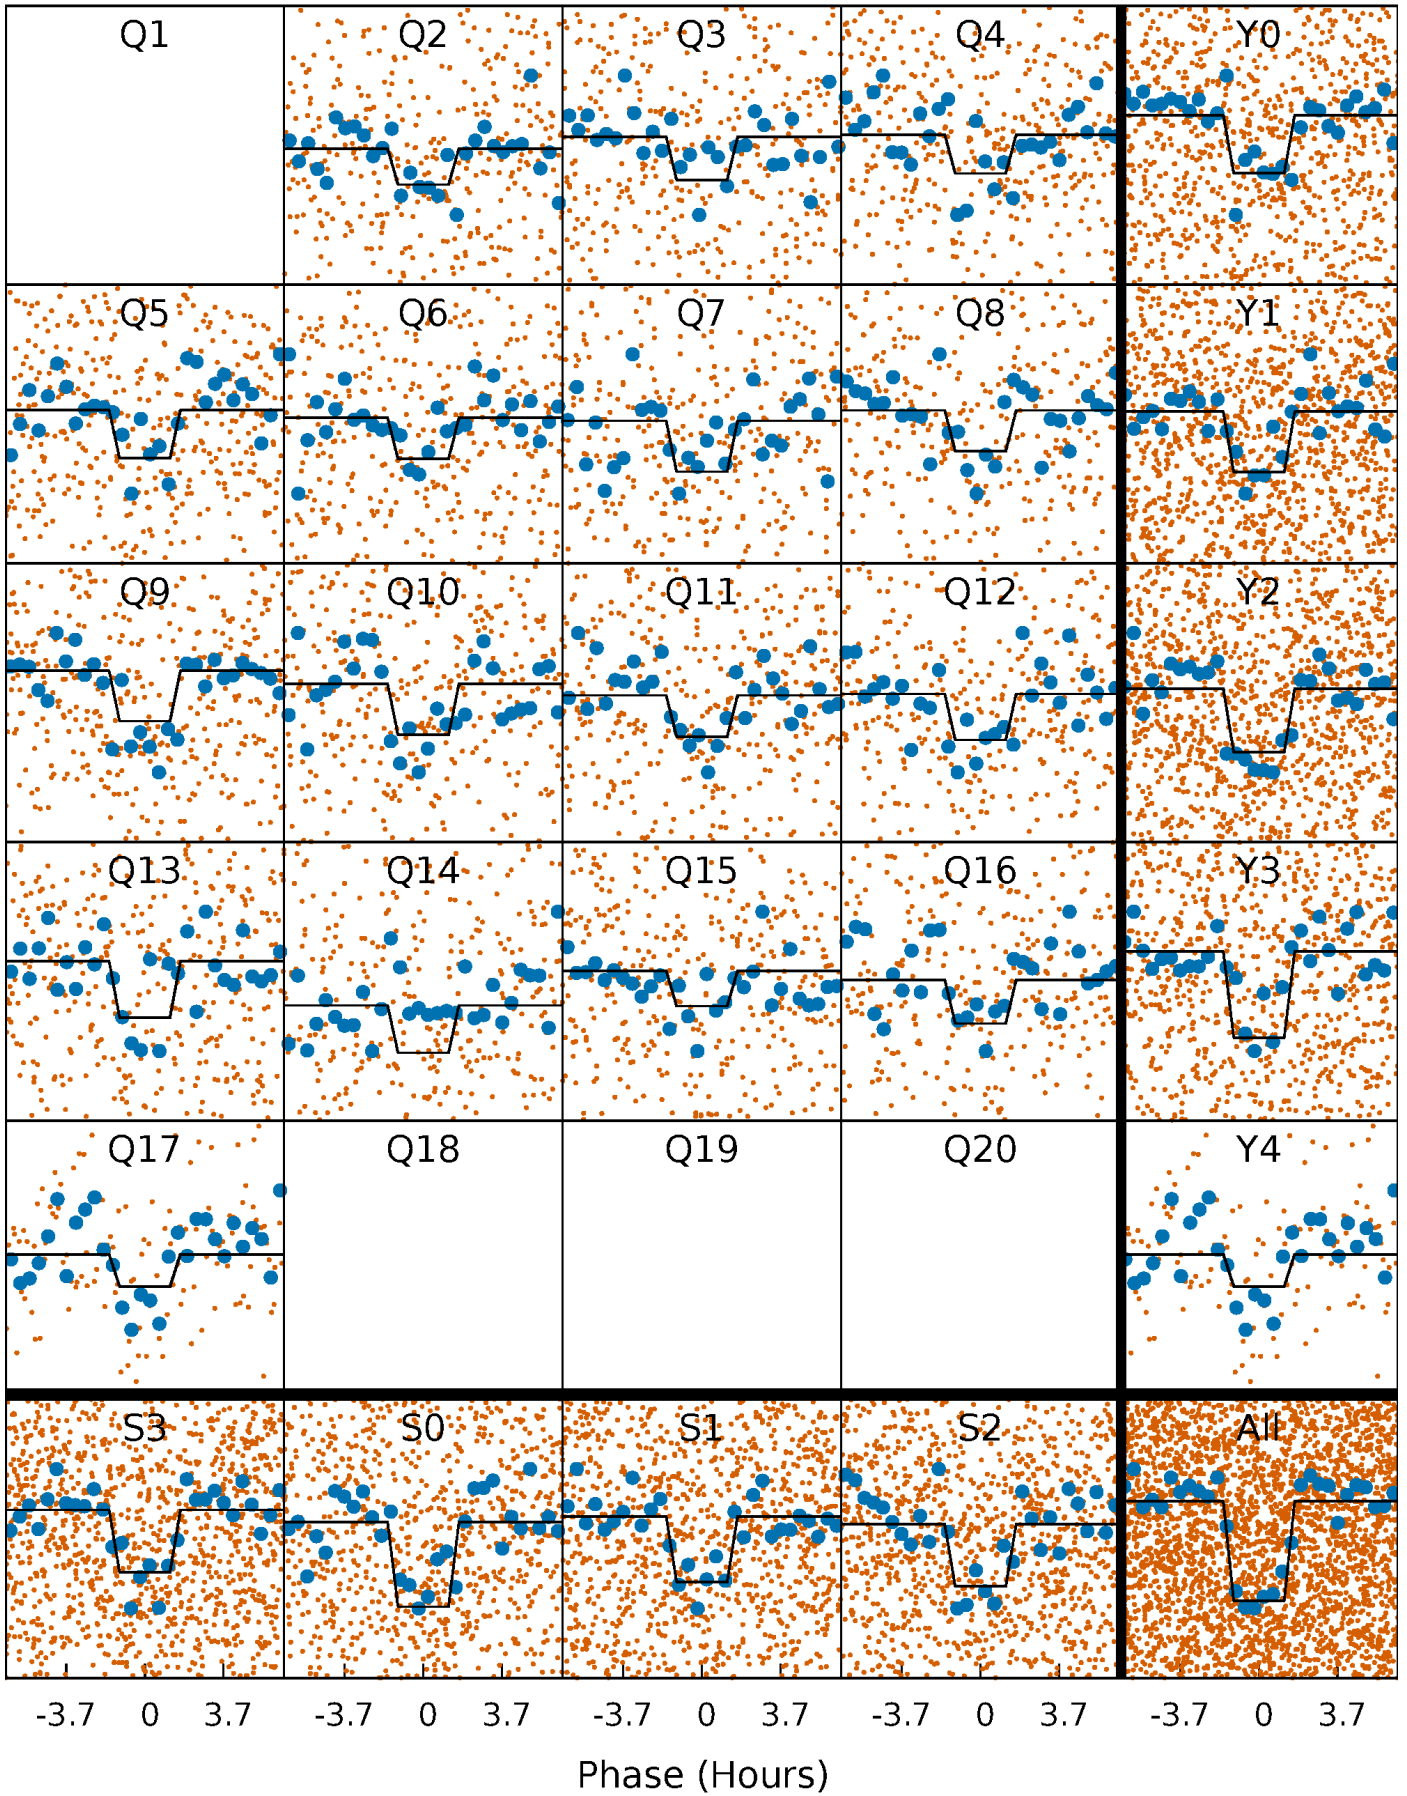 Q1 Q2 Q3 Q4 Y0
Q5 Q6 Q7 Q8 Y1
Q9 Q10 Q11 Q12 Y2
Q13 Q14 Q15 Q16 Y3
Q17 Q18 Q19 Q20 Y4
S3 S0 S1 S2 All
-3.7 0 3.7 -3.7 0 3.7 -3.7 0 3.7 -3.7 0 3.7 -3.7 0 3.7
Phase (Hours)